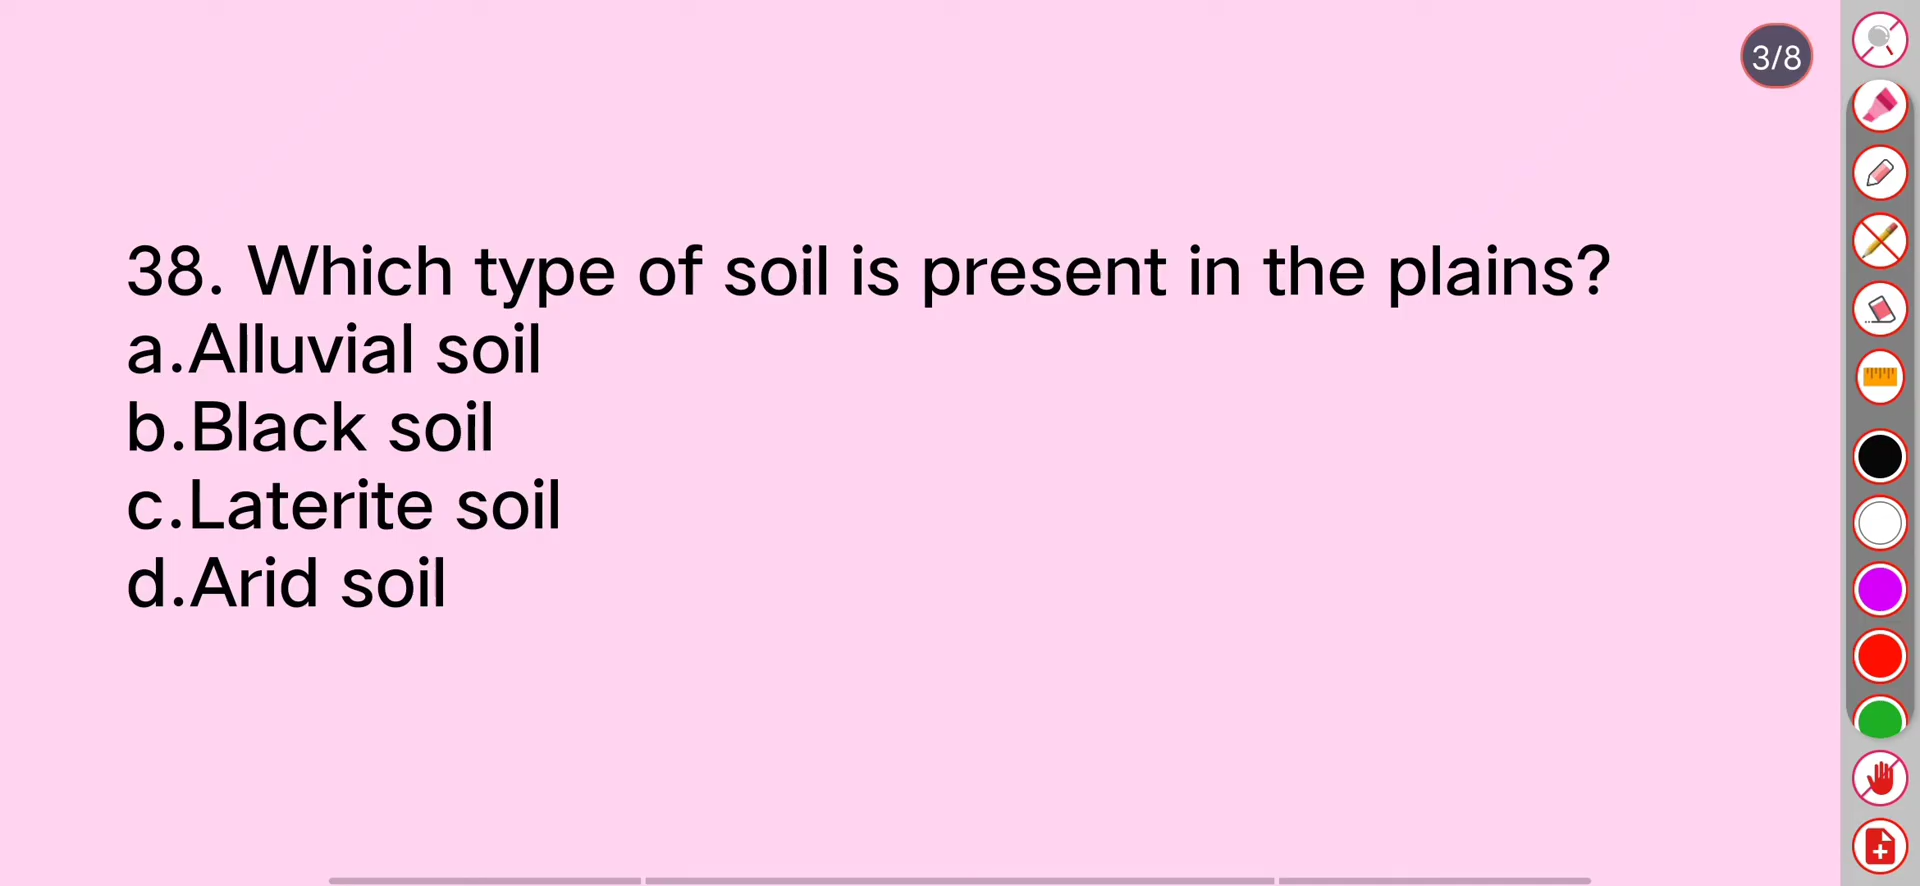 3/8
38. Which type of soil is present in the plains?
a.Alluvial soil
b.Black soil
c.Laterite soil
d.Arid soil